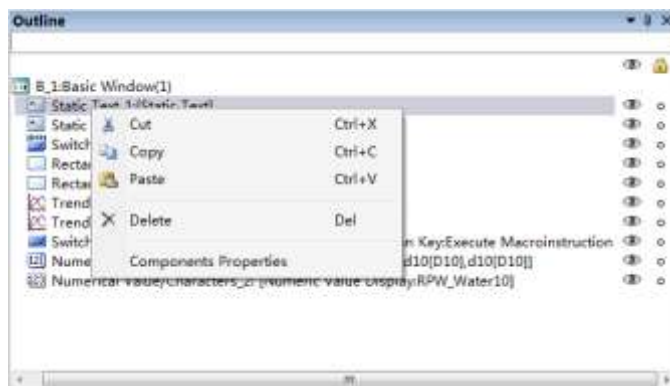 Outline
B_1:Basic Window(1)
Static Text_1:[Static Text]
Static
Switch
Recta
Recta
Trend
Trend
Switch n Key:Execute Macroinstruction
Nume d10[D10],d10[D10]]
Numerical Value/Characters_2: [Numeric Value Display:RPW_Water10]
Cut Ctrl+X
Copy Ctrl+C
Paste Ctrl+V
Delete Del
Components Properties